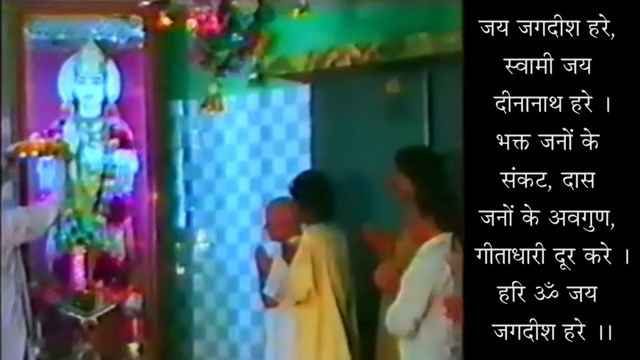 जय जगदीश हरे,
स्वामी जय
दीनानाथ हरे ।
भक्त जनों के
संकट, दास
जनों के अवगुण,
गीताधारी दूर करे ।
हरि ॐ जय
जगदीश हरे ।।